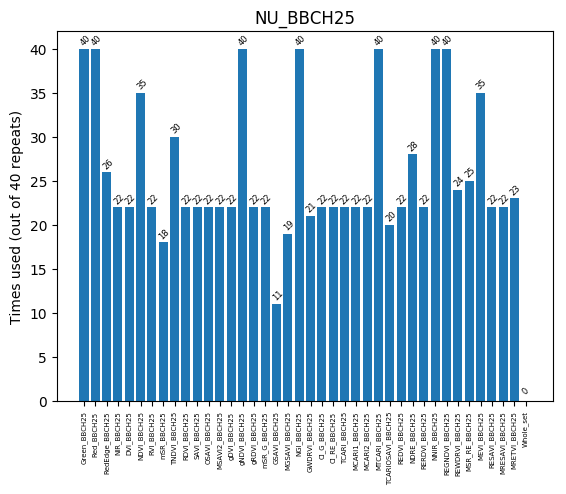 NU_BBCH25
Times used (out of 40 repeats)
40
35
30
25
20
15
10
5
0
40 40 26 22 22 35 22 18 30 22 22 22 22 22 40 22 22 11 19 40 21 22 22 22 22 22 40 20 22 28 22 40 40 24 25 35 22 22 23 0
Green_BBCH25
Red_BBCH25
RedEdge_BBCH25
NIR_BBCH25
DVI_BBCH25
NDVI_BBCH25
RVI_BBCH25
mSR_BBCH25
TNDVI_BBCH25
RDVI_BBCH25
SAVI_BBCH25
OSAVI_BBCH25
MSAVI2_BBCH25
gDVI_BBCH25
gNDVI_BBCH25
gRDVI_BBCH25
mSR_G_BBCH25
GSAVI_BBCH25
MGSAVI_BBCH25
NGI_BBCH25
GWDRVI_BBCH25
CI_G_BBCH25
CI_RE_BBCH25
TCARI_BBCH25
MCARI1_BBCH25
MCARI2_BBCH25
MTCARI_BBCH25
TCARIOSAVI_BBCH25
REDVI_BBCH25
NDRE_BBCH25
RERDVI_BBCH25
NNIR_BBCH25
REGNDVI_BBCH25
REWDRVI_BBCH25
MSR_RE_BBCH25
MEVI_BBCH25
RESAVI_BBCH25
MRESAVI_BBCH25
MRETVI_BBCH25
Whole_set